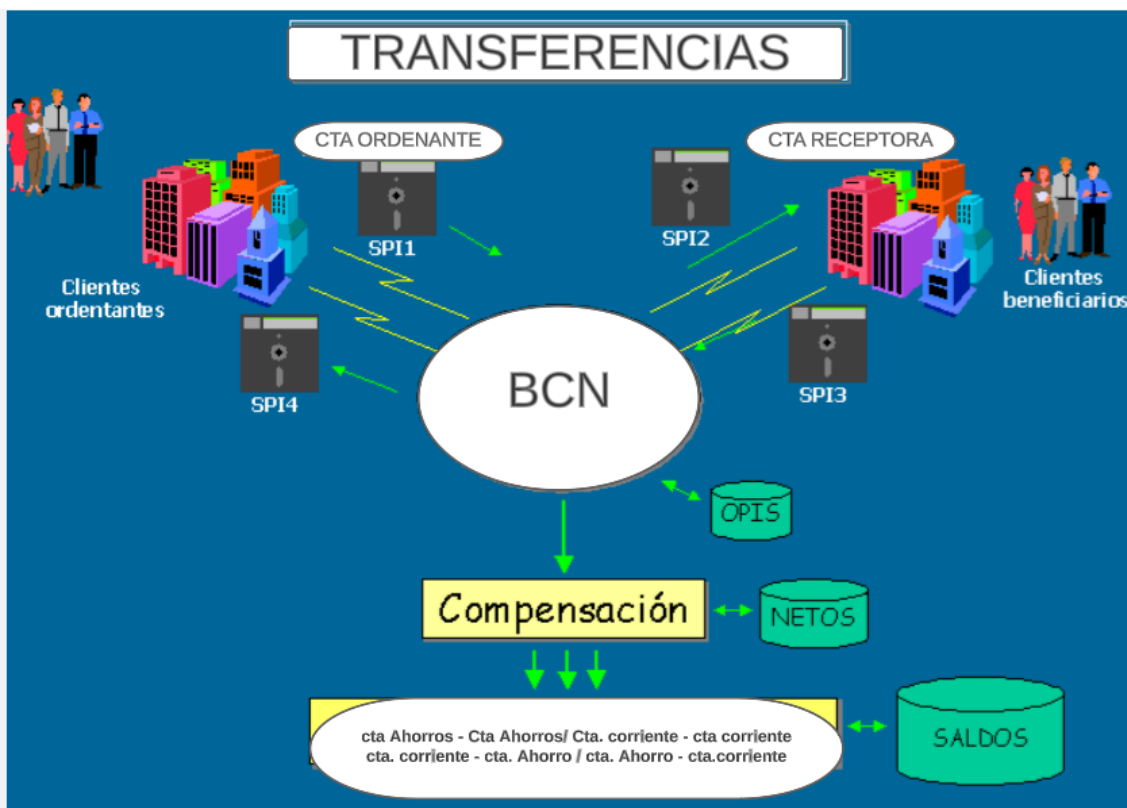 TRANSFERENCIAS
CTA ORDENANTE
CTA RECEPTORA
SPI1
SPI2
Clientes
ordentantes
Clientes
beneficiarios
SPI4
SPI3
BCN
OPIS
Compensación
NETOS
cta Ahorros - Cta Ahorros/ Cta. corriente - cta corriente
cta. corriente - cta. Ahorro / cta. Ahorro - cta.corriente
SALDOS